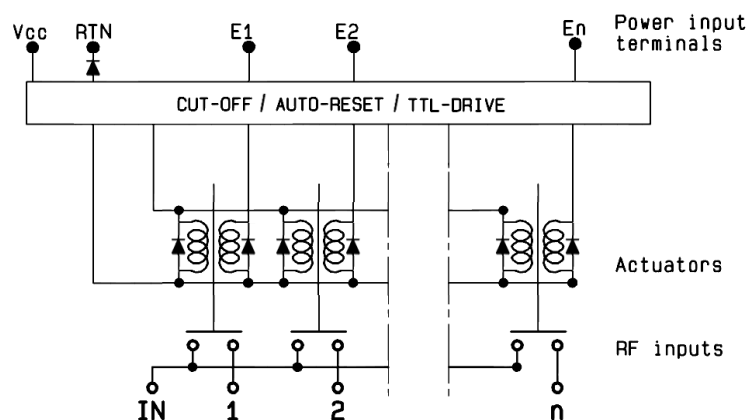 Vcc RTN E1 E2 En Power input
terminals
CUT-OFF / AUTO-RESET / TTL-DRIVE
Actuators
RF inputs
IN 1 2 n